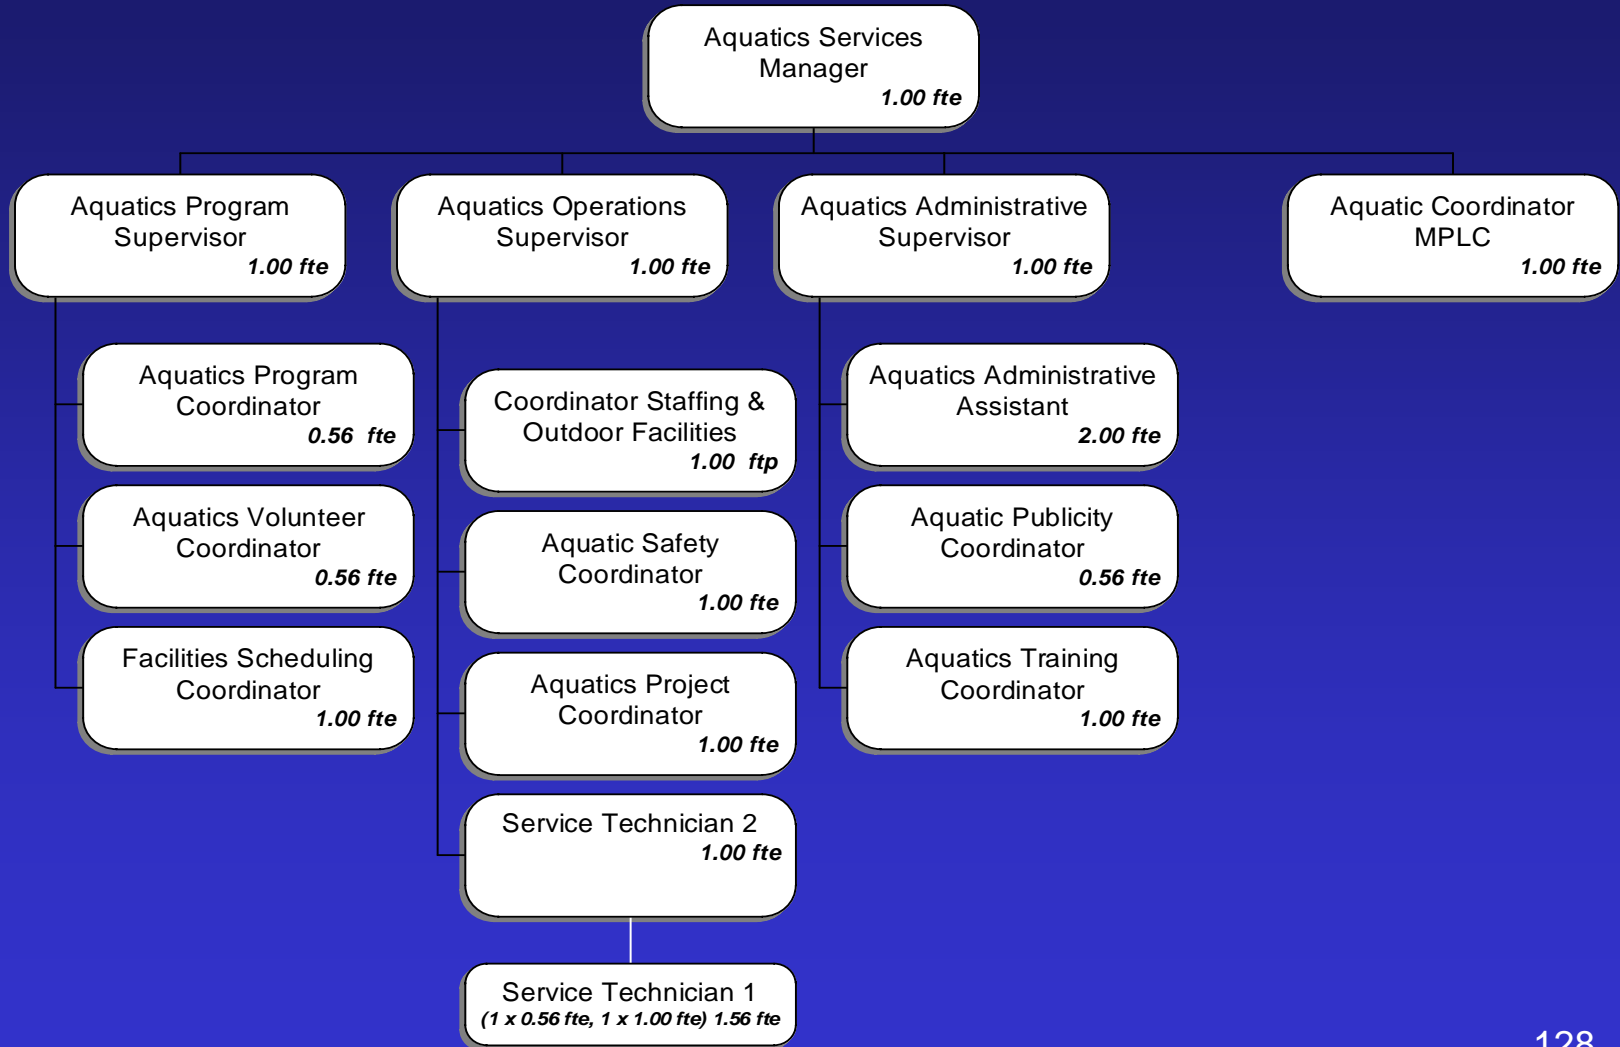 Aquatics Services
Manager
1.00 fte
Aquatics Program
Supervisor
1.00 fte
Aquatics Operations
Supervisor
1.00 fte
Aquatics Administrative
Supervisor
1.00 fte
Aquatic Coordinator
MPLC
1.00 fte
Aquatics Program
Coordinator
0.56 fte
Aquatics Volunteer
Coordinator
0.56 fte
Facilities Scheduling
Coordinator
1.00 fte
Coordinator Staffing &
Outdoor Facilities
1.00 ftp
Aquatic Safety
Coordinator
1.00 fte
Aquatics Project
Coordinator
1.00 fte
Service Technician 2
1.00 fte
Service Technician 1
(1 x 0.56 fte, 1 x 1.00 fte) 1.56 fte
Aquatics Administrative
Assistant
2.00 fte
Aquatic Publicity
Coordinator
0.56 fte
Aquatics Training
Coordinator
1.00 fte
128